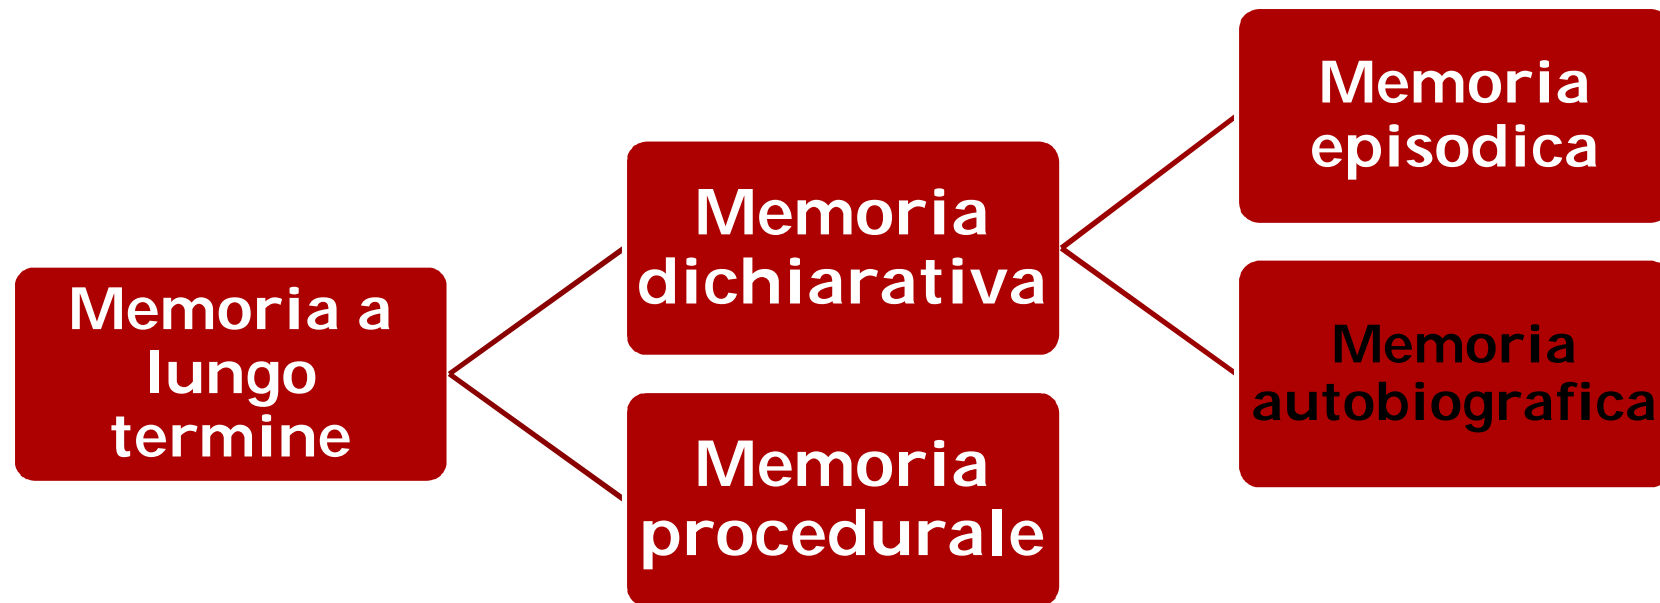 Memoria a
lungo
termine
Memoria
dichiarativa
Memoria
procedurale
Memoria
episodica
Memoria
autobiografica